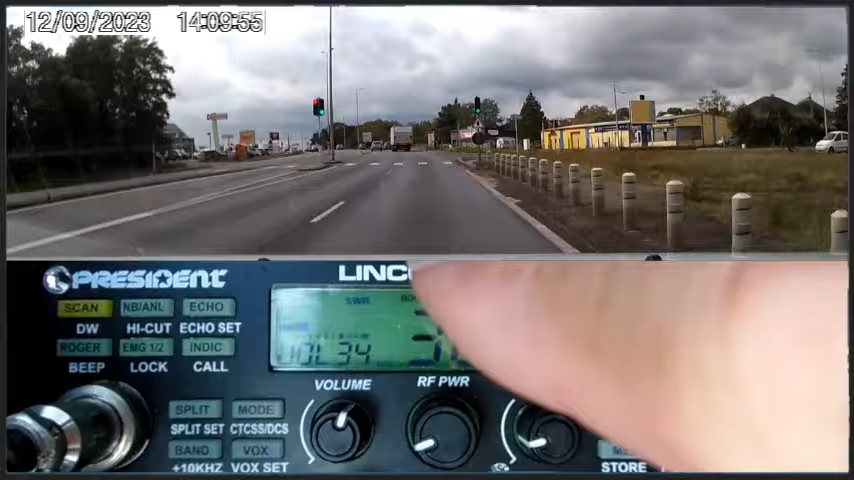 12/09/2023 14:09:55
PRESIDENT
LINC
SCAN NB/ANL ECHO
DW HI-CUT ECHO SET
SWR
ROGER EMG 1/2 INDIC
VOL 34
BEEP LOCK CALL
VOLUME
RF PWR
SPLIT MODE
SPLIT SET CTCSS/DCS
BAND VOX
+10KHZ VOX SET
STORE